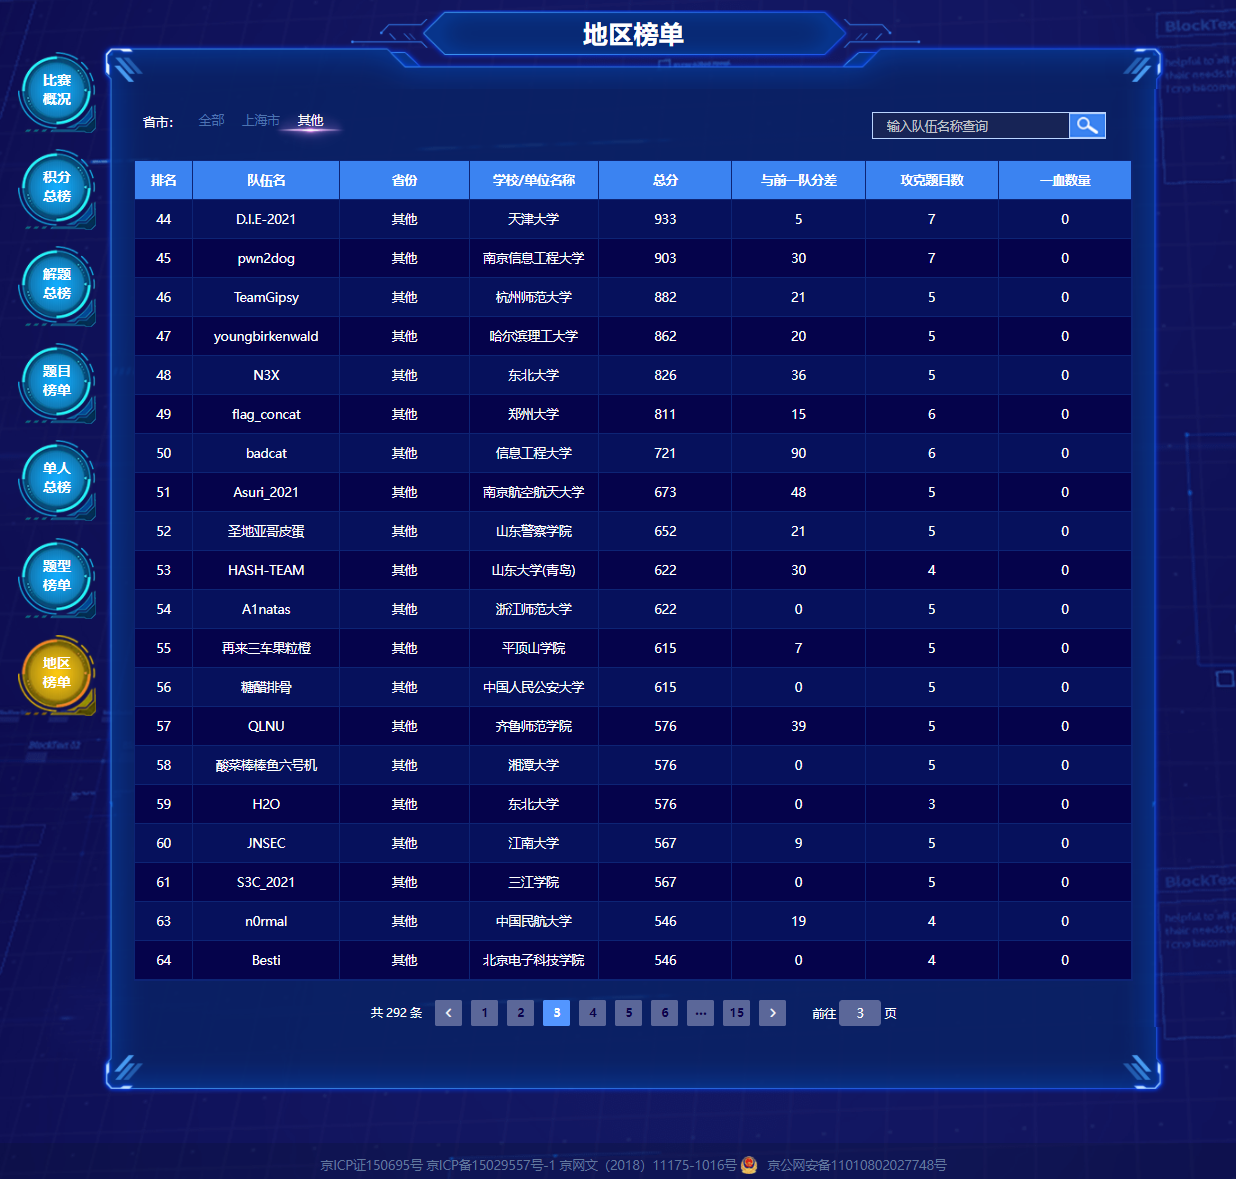 地区榜单
BlockTex
比赛
概况
积分
总榜
解题
总榜
题目
榜单
单人
总榜
题型
榜单
地区
榜单
省市： 全部 上海市 其他
输入队伍名称查询
排名 队伍名 省份 学校/单位名称 总分 与前一队分差 攻克题目数 一血数量
44 D.I.E-2021 其他 天津大学 933 5 7 0
45 pwn2dog 其他 南京信息工程大学 903 30 7 0
46 TeamGipsy 其他 杭州师范大学 882 21 5 0
47 youngbirkenwald 其他 哈尔滨理工大学 862 20 5 0
48 N3X 其他 东北大学 826 36 5 0
49 flag_concat 其他 郑州大学 811 15 6 0
50 badcat 其他 信息工程大学 721 90 6 0
51 Asuri_2021 其他 南京航空航天大学 673 48 5 0
52 圣地亚哥皮蛋 其他 山东警察学院 652 21 5 0
53 HASH-TEAM 其他 山东大学(青岛) 622 30 4 0
54 A1natas 其他 浙江师范大学 622 0 5 0
55 再来三车果粒橙 其他 平顶山学院 615 7 5 0
56 糖醋排骨 其他 中国人民公安大学 615 0 5 0
57 QLNU 其他 齐鲁师范学院 576 39 5 0
58 酸菜棒棒鱼六号机 其他 湘潭大学 576 0 5 0
59 H2O 其他 东北大学 576 0 3 0
60 JNSEC 其他 江南大学 567 9 5 0
61 S3C_2021 其他 三江学院 567 0 5 0
63 n0rmal 其他 中国民航大学 546 19 4 0
64 Besti 其他 北京电子科技学院 546 0 4 0
共 292 条 1 2 3 4 5 6 ··· 15 前往 3 页
BlockTex
京ICP证150695号 京ICP备15029557号-1 京网文（2018）11175-1016号 京公网安备11010802027748号